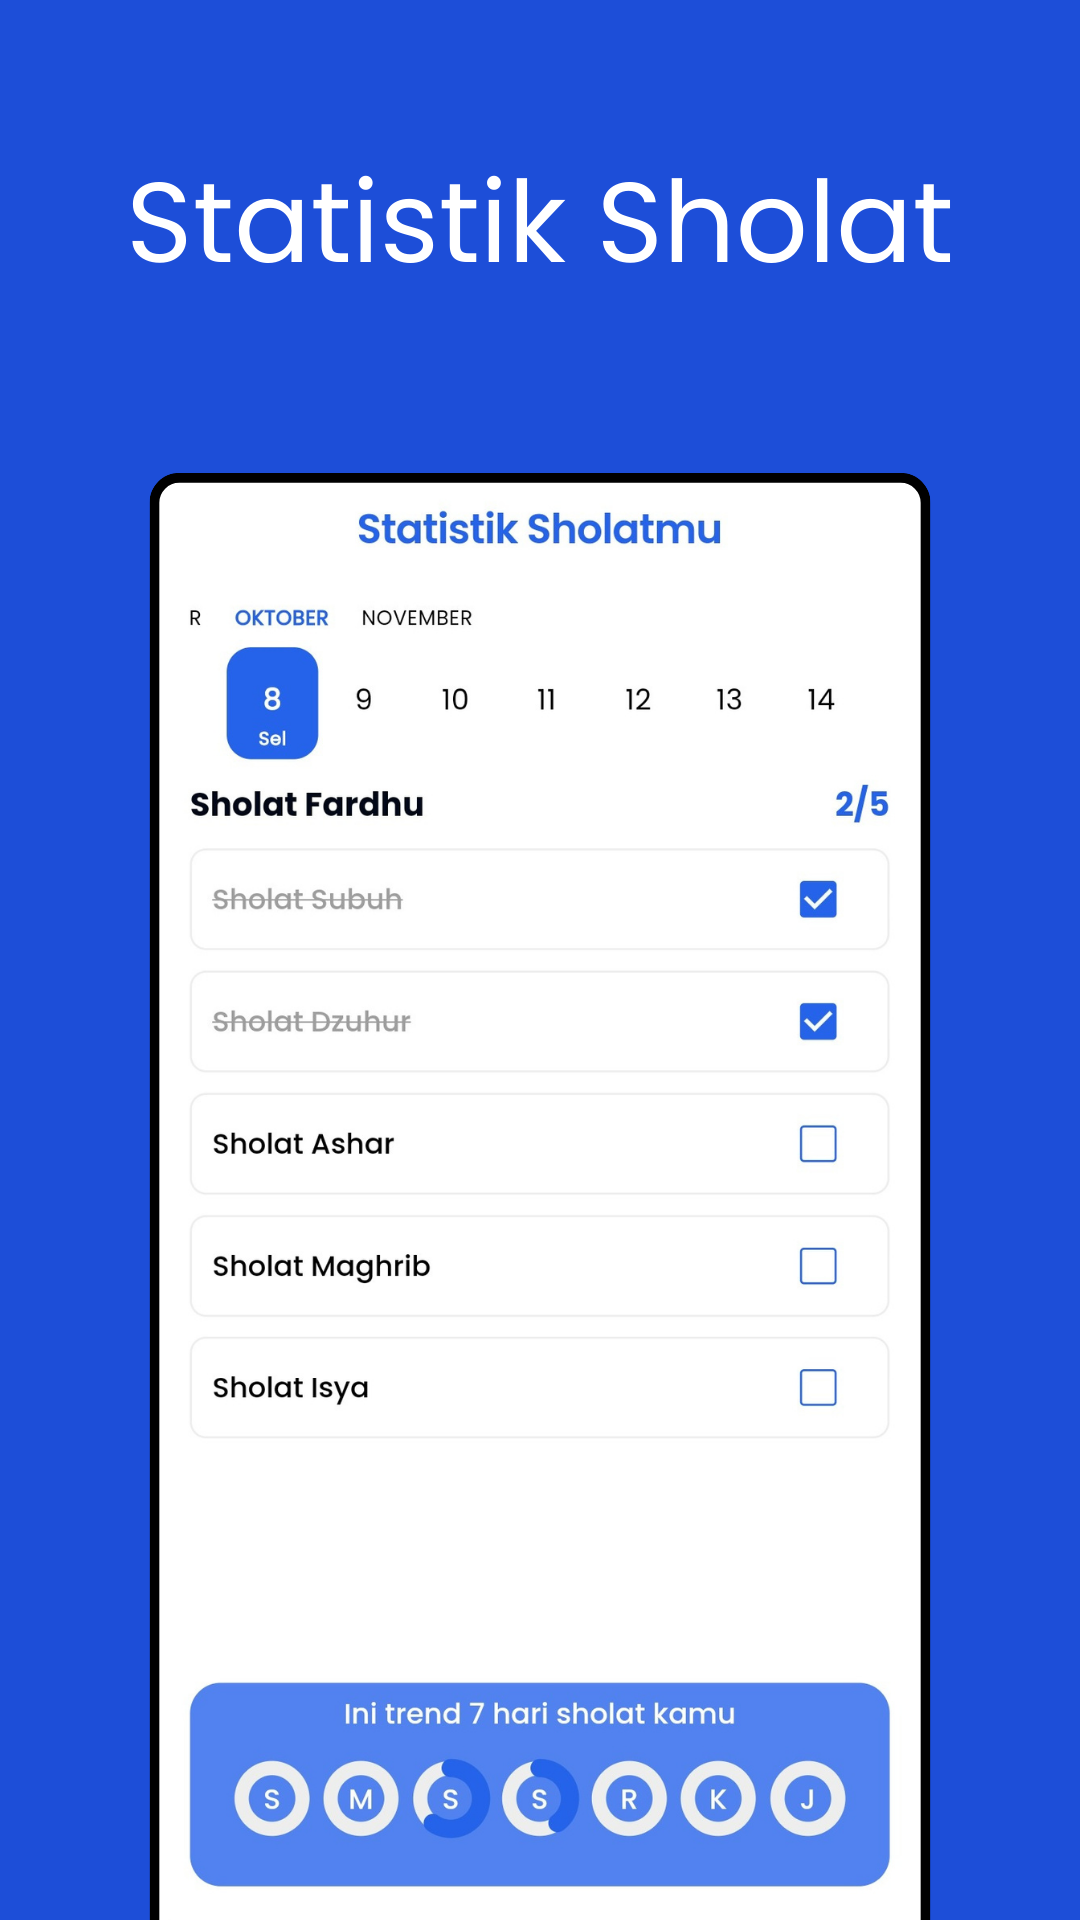 Statistik Sholat
Statistik Sholatmu
R OKTOBER NOVEMBER
8 9 10 11 12 13 14
Sel
Sholat Fardhu 2/5
Sholat Subuh
Sholat Dzuhur
Sholat Ashar
Sholat Maghrib
Sholat Isya
Ini trend 7 hari sholat kamu
S M S S R K J